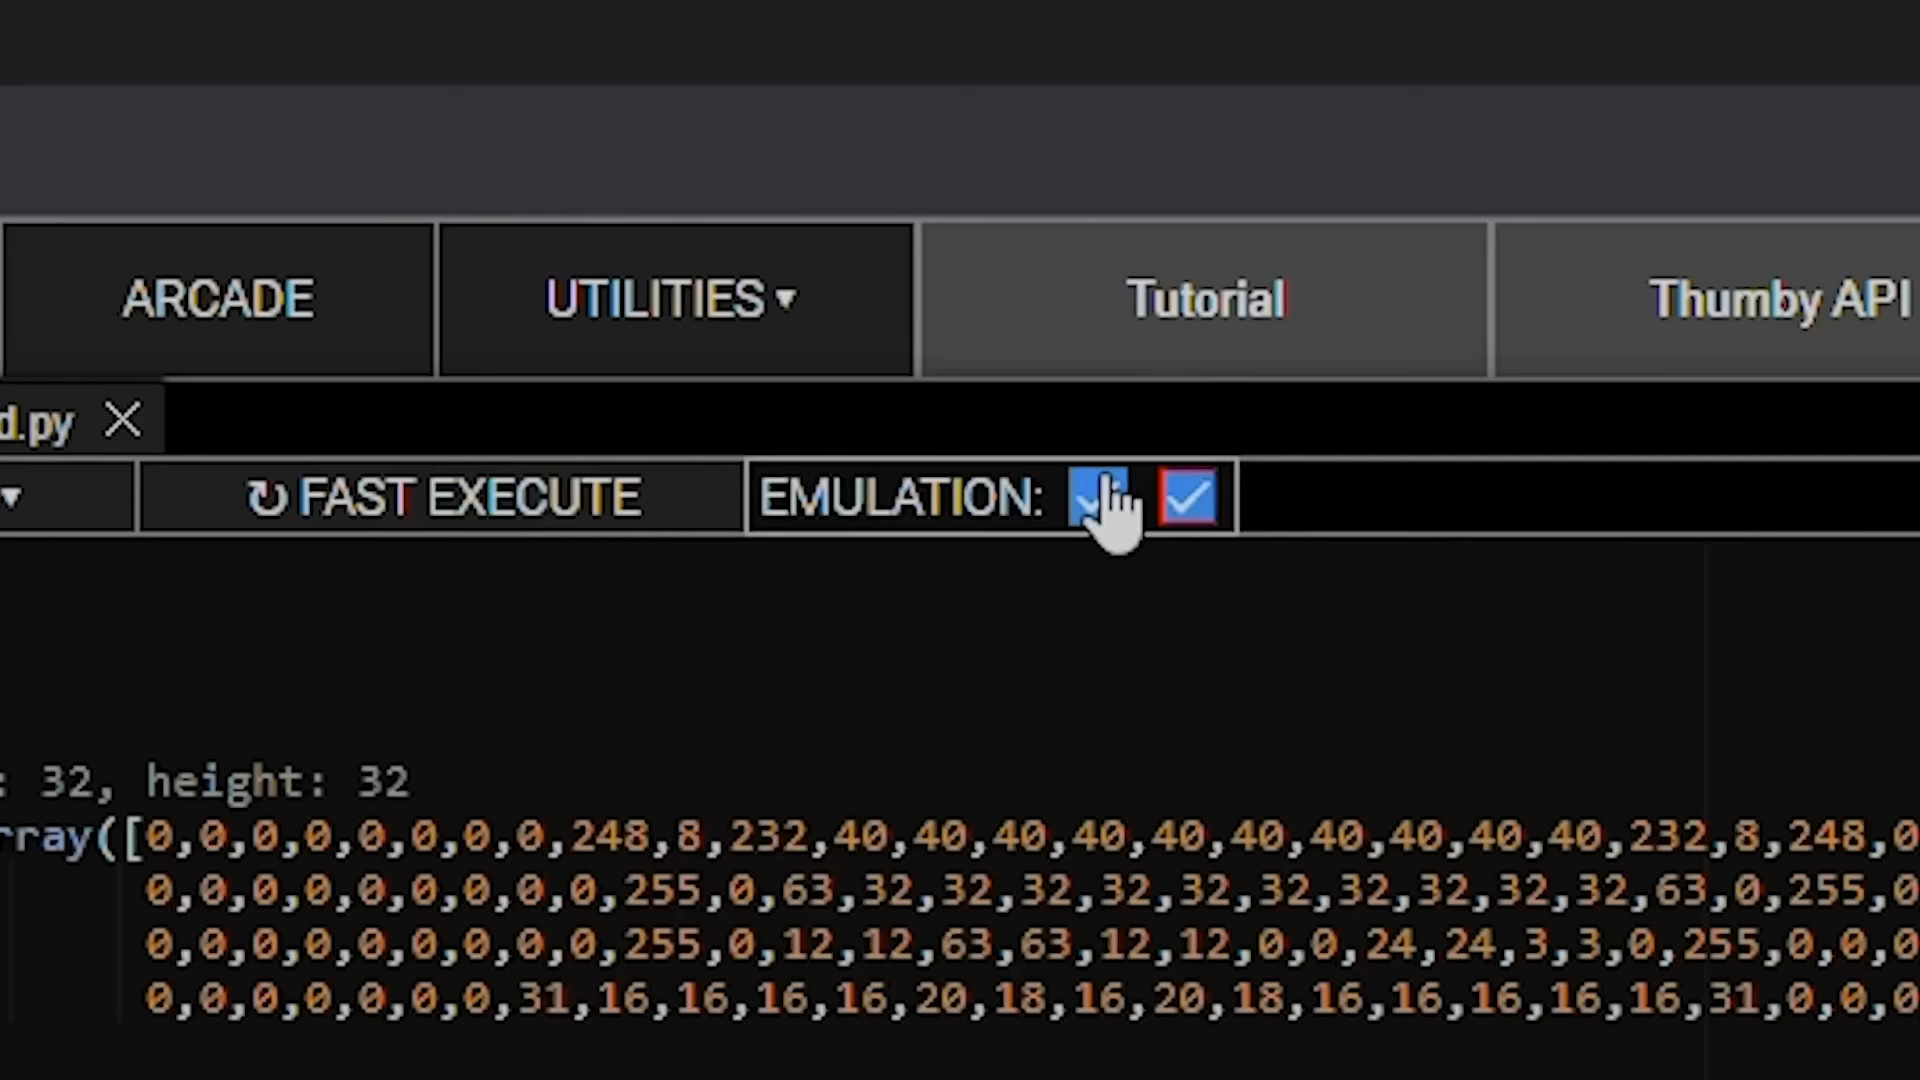 ARCADE UTILITIES ▾ Tutorial Thumby API
d.py ×
▾ ↻ FAST EXECUTE EMULATION:
: 32, height: 32
rray([0,0,0,0,0,0,0,0,248,8,232,40,40,40,40,40,40,40,40,40,40,232,8,248,0
0,0,0,0,0,0,0,0,0,255,0,63,32,32,32,32,32,32,32,32,32,32,63,0,255,0
0,0,0,0,0,0,0,0,0,255,0,12,12,63,63,12,12,0,0,24,24,3,3,0,255,0,0,0
0,0,0,0,0,0,0,31,16,16,16,16,20,18,16,20,18,16,16,16,16,16,31,0,0,0